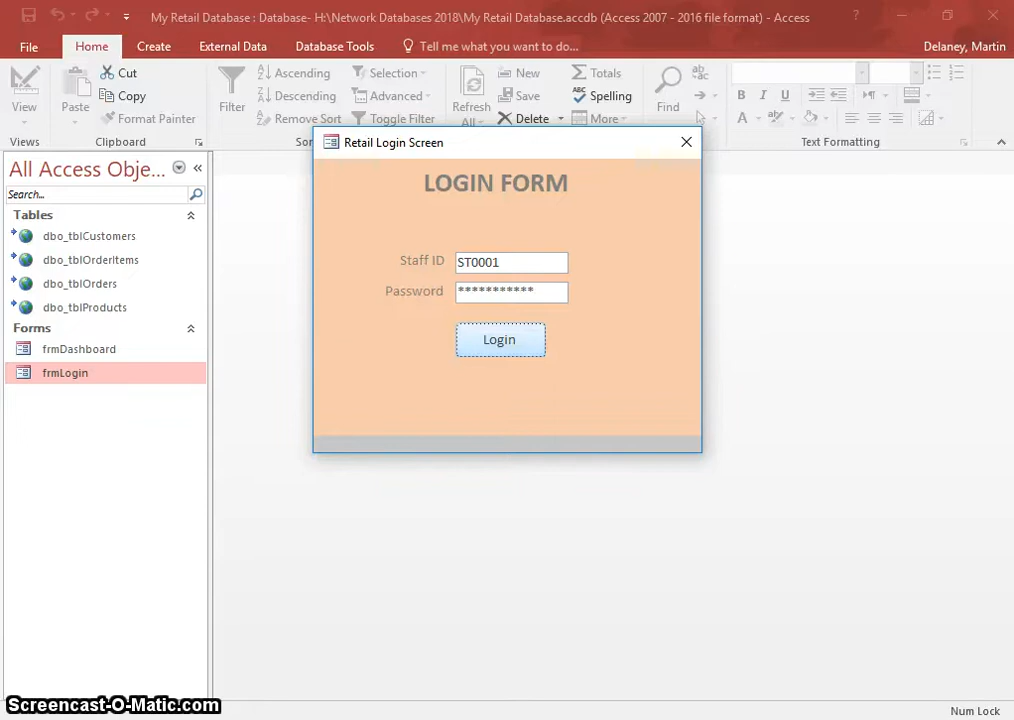 My Retail Database : Database- H:\Network Databases 2018\My Retail Database.accdb (Access 2007 - 2016 file format) - Access
File Home Create External Data Database Tools Tell me what you want to do... Delaney, Martin
View
Views
Paste
Cut
Copy
Format Painter
Clipboard
Filter
Ascending
Descending
Remove Sort
Selection
Advanced
Toggle Filter
Sor
Refresh
All
New
Save
Delete
Totals
Spelling
More
Find
ab
ac
B I U
A
ab
Text Formatting
All Access Obje...
Search...
Tables
dbo_tblCustomers
dbo_tblOrderItems
dbo_tblOrders
dbo_tblProducts
Forms
frmDashboard
frmLogin
Retail Login Screen
LOGIN FORM
Staff ID ST0001
Password ***********
Login
Screencast-O-Matic.com
Num Lock